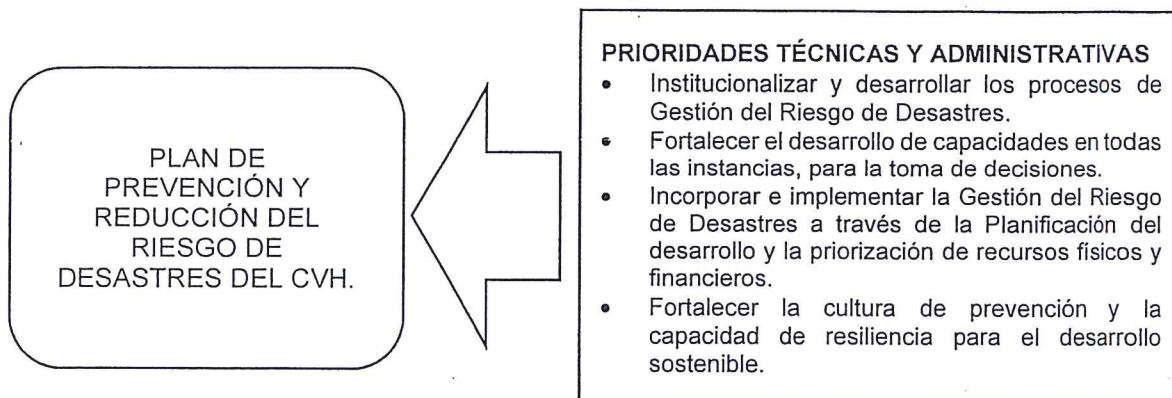 PLAN DE
PREVENCIÓN Y
REDUCCIÓN DEL
RIESGO DE
DESASTRES DEL CVH.
PRIORIDADES TÉCNICAS Y ADMINISTRATIVAS
• Institucionalizar y desarrollar los procesos de
Gestión del Riesgo de Desastres.
• Fortalecer el desarrollo de capacidades en todas
las instancias, para la toma de decisiones.
• Incorporar e implementar la Gestión del Riesgo
de Desastres a través de la Planificación del
desarrollo y la priorización de recursos físicos y
financieros.
• Fortalecer la cultura de prevención y la
capacidad de resiliencia para el desarrollo
sostenible.